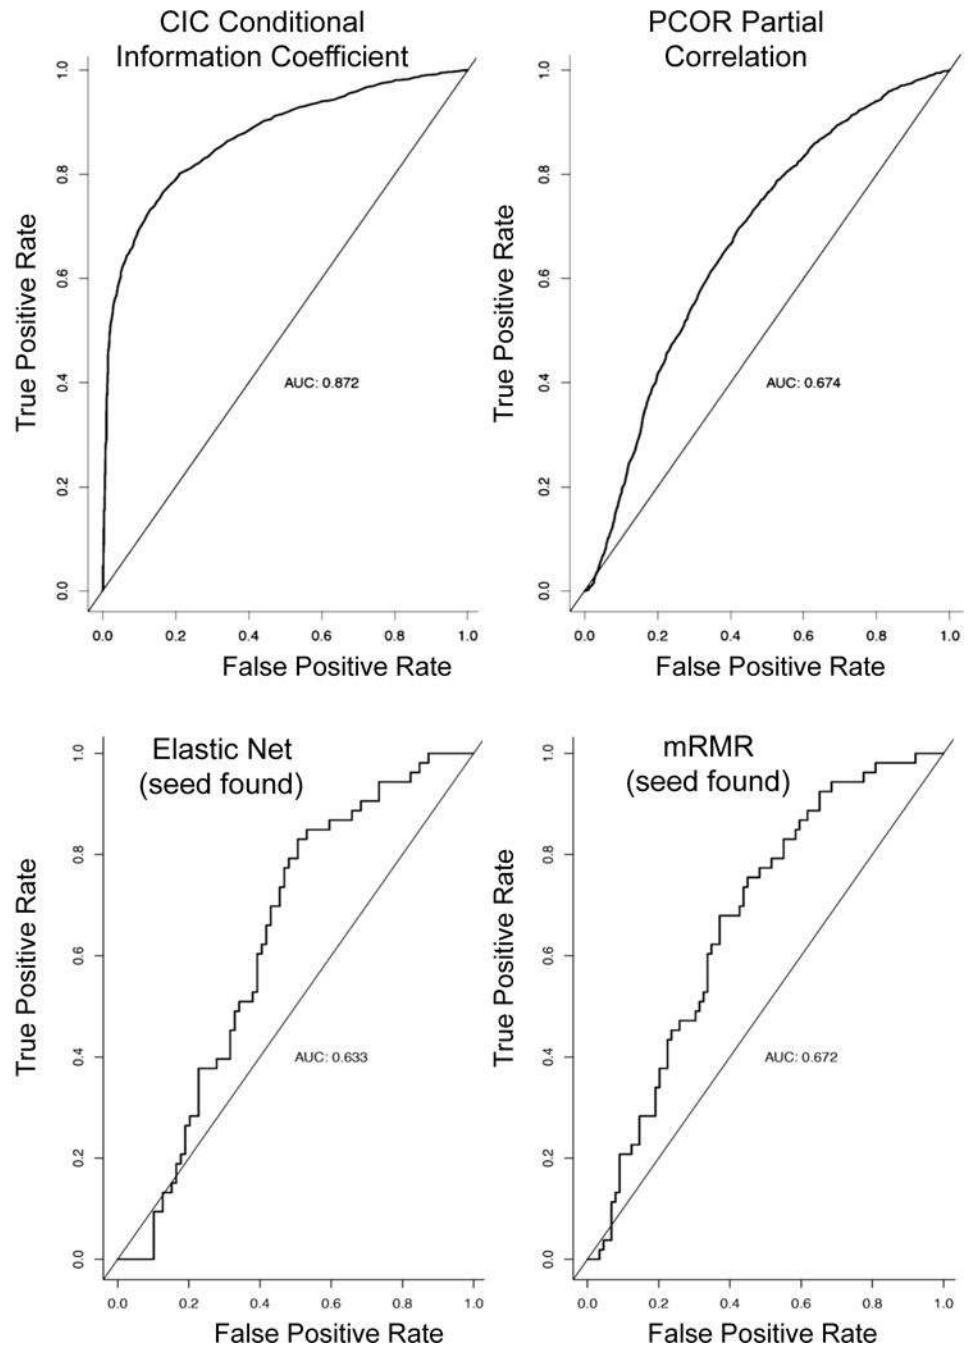 CIC Conditional
Information Coefficient
1.0
0.8
0.6
0.4
0.2
0.0
True Positive Rate
AUC: 0.872
0.0 0.2 0.4 0.6 0.8 1.0
False Positive Rate
PCOR Partial
Correlation
1.0
0.8
0.6
0.4
0.2
0.0
True Positive Rate
AUC: 0.674
0.0 0.2 0.4 0.6 0.8 1.0
False Positive Rate
Elastic Net
(seed found)
1.0
0.8
0.6
0.4
0.2
0.0
True Positive Rate
AUC: 0.633
0.0 0.2 0.4 0.6 0.8 1.0
False Positive Rate
mRMR
(seed found)
1.0
0.8
0.6
0.4
0.2
0.0
True Positive Rate
AUC: 0.672
0.0 0.2 0.4 0.6 0.8 1.0
False Positive Rate